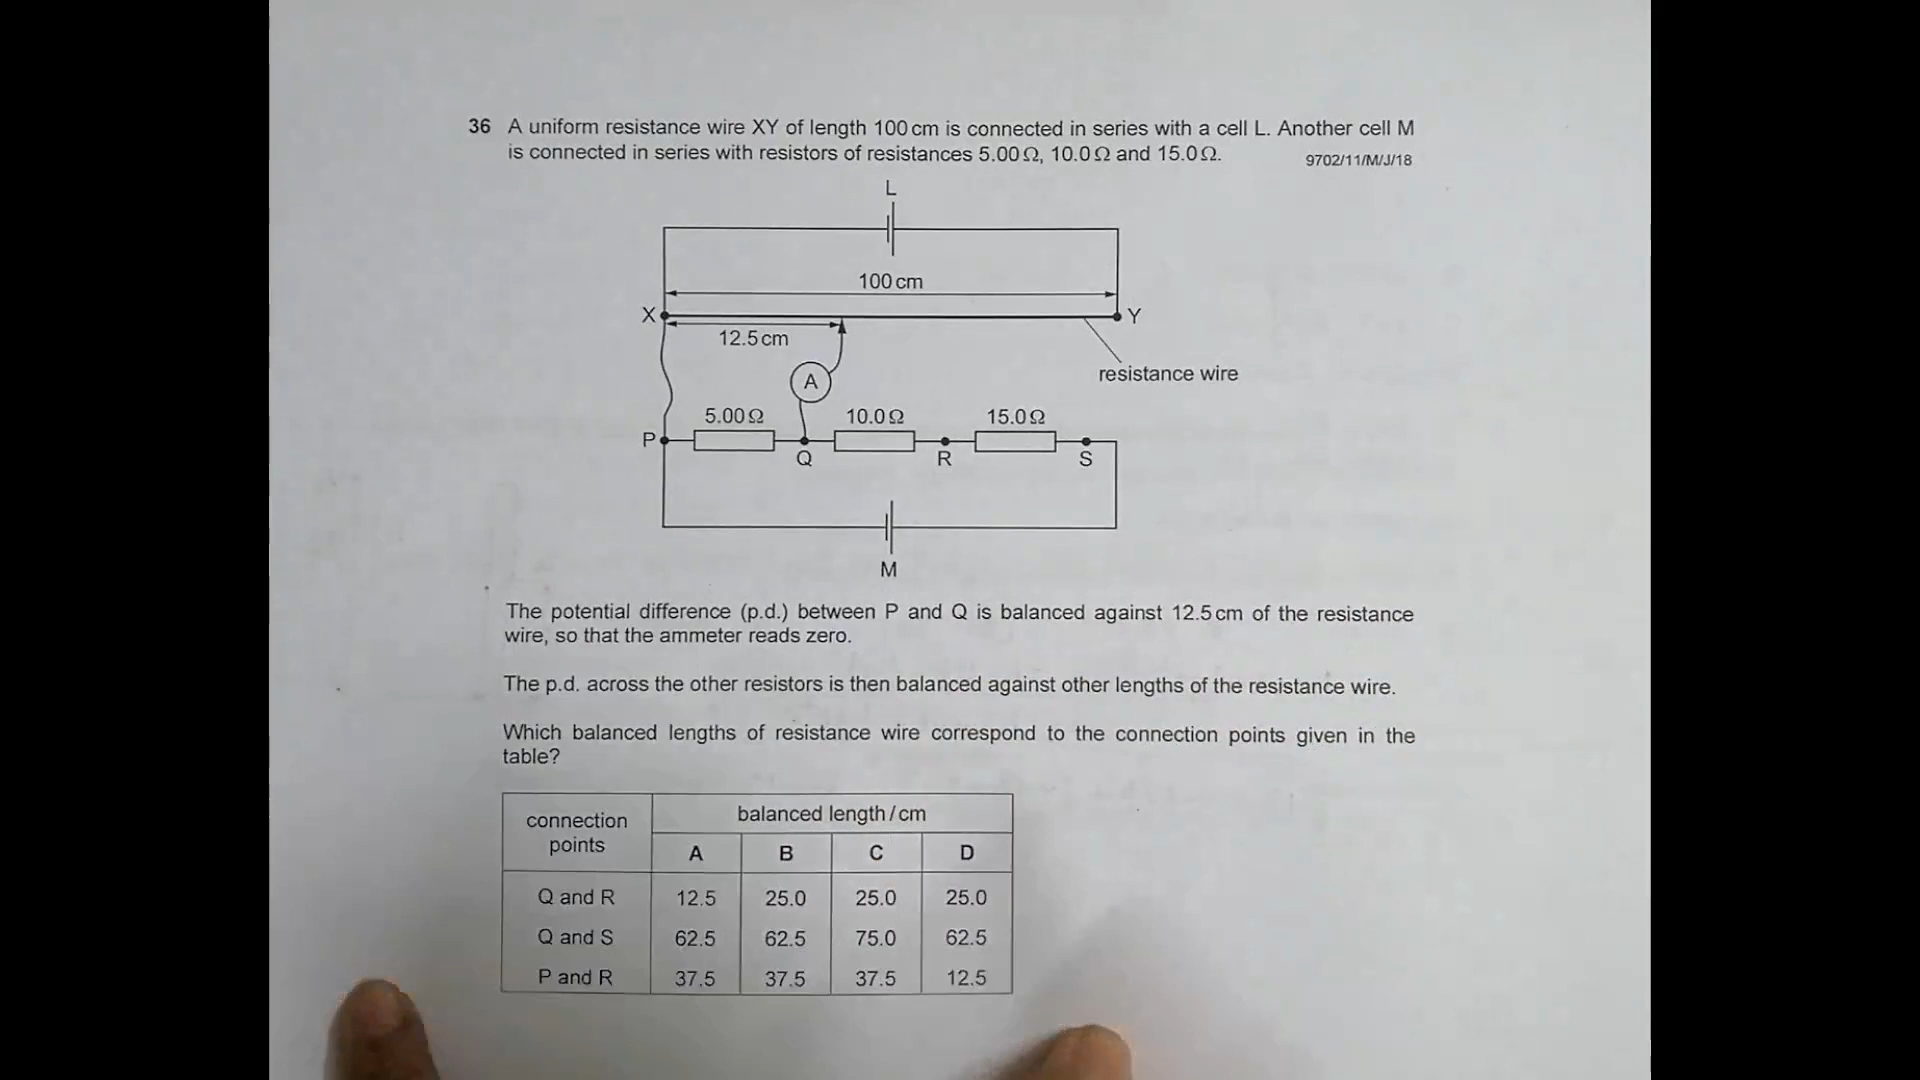 36 A uniform resistance wire XY of length 100 cm is connected in series with a cell L. Another cell M
is connected in series with resistors of resistances 5.00 Ω, 10.0 Ω and 15.0 Ω.
9702/11/M/J/18
L
100 cm
X
Y
12.5 cm
A
resistance wire
5.00 Ω 10.0 Ω 15.0 Ω
P
Q R S
M
The potential difference (p.d.) between P and Q is balanced against 12.5 cm of the resistance
wire, so that the ammeter reads zero.
The p.d. across the other resistors is then balanced against other lengths of the resistance wire.
Which balanced lengths of resistance wire correspond to the connection points given in the
table?
connection
points
balanced length / cm
A B C D
Q and R 12.5 25.0 25.0 25.0
Q and S 62.5 62.5 75.0 62.5
P and R 37.5 37.5 37.5 12.5